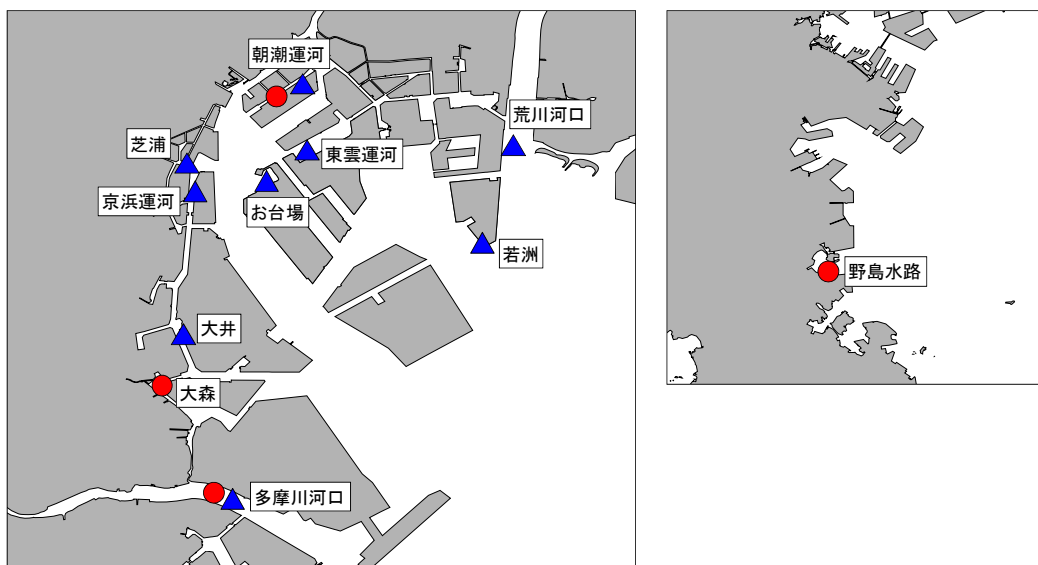 朝潮運河
荒川河口
芝浦
東雲運河
京浜運河
お台場
若洲
野島水路
大井
大森
多摩川河口